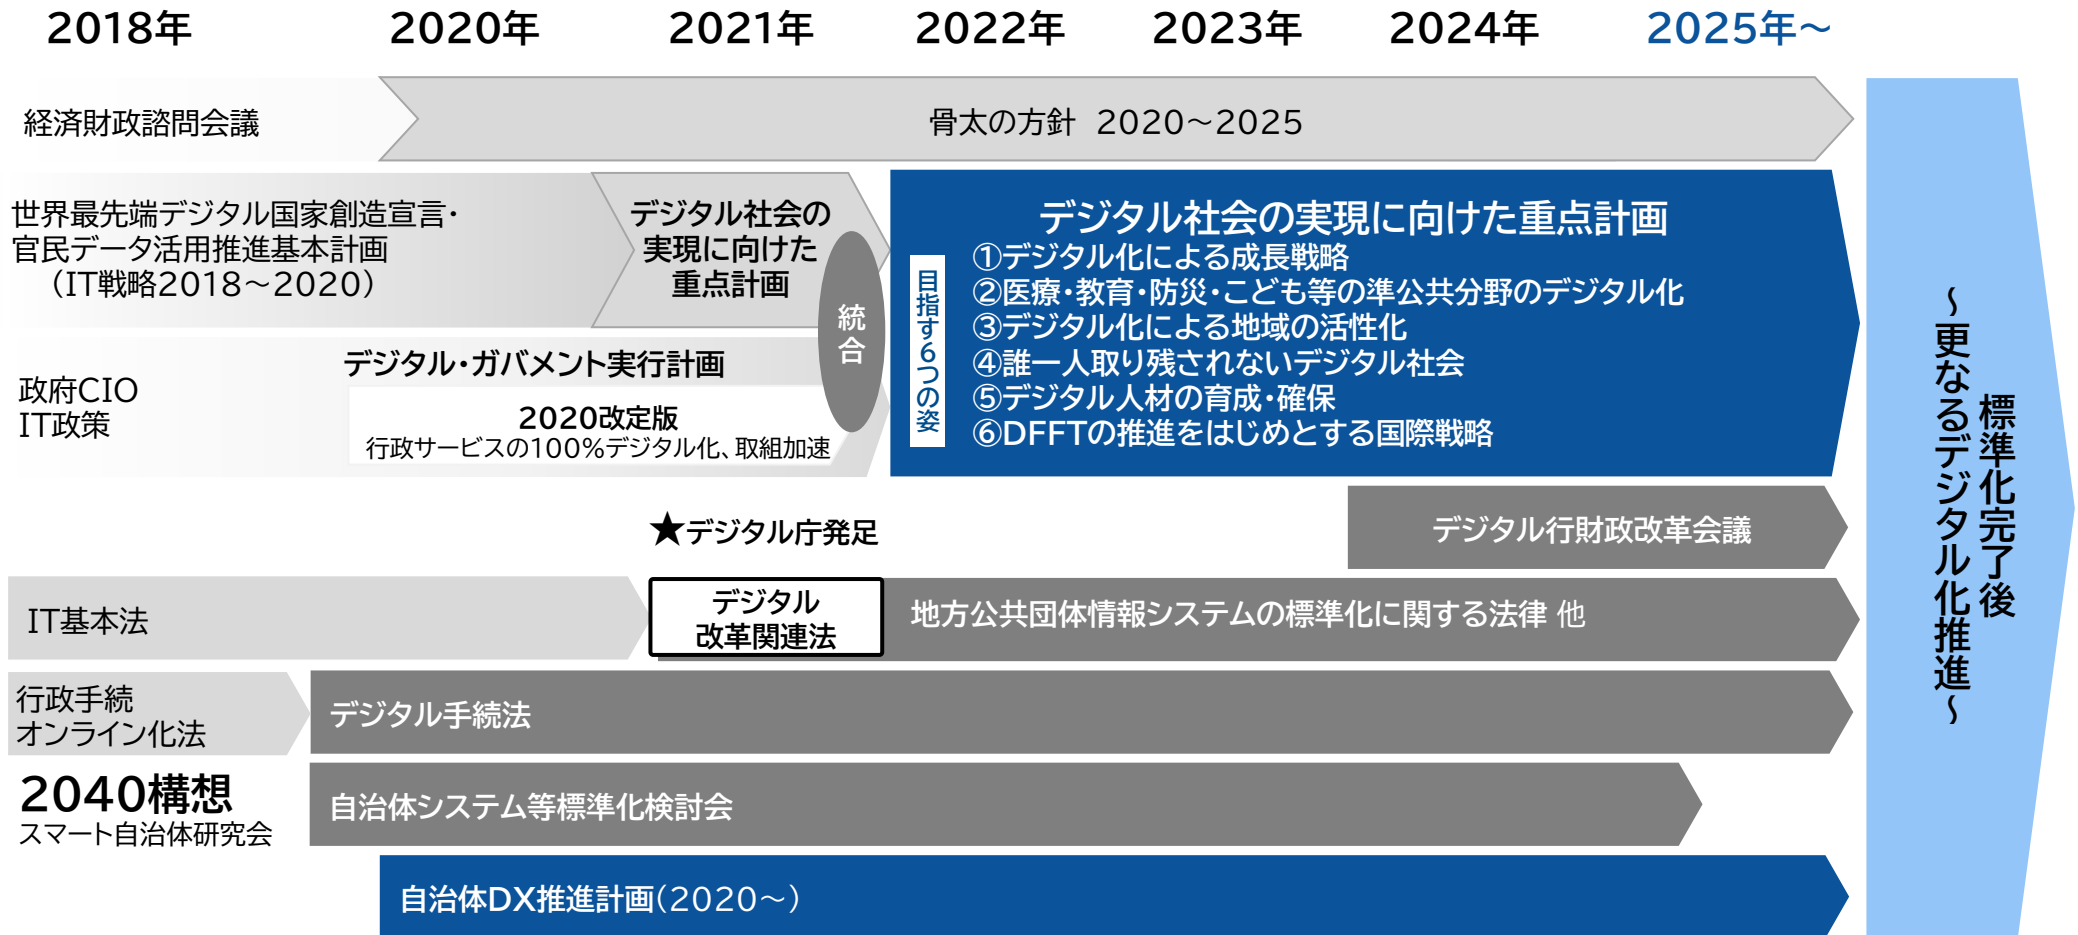 2018年 2020年 2021年 2022年 2023年 2024年 2025年～
経済財政諮問会議
骨太の方針 2020～2025
世界最先端デジタル国家創造宣言・
官民データ活用推進基本計画
（IT戦略2018～2020）
デジタル社会の
実現に向けた
重点計画
統合
デジタル社会の実現に向けた重点計画
目指す6つの姿
①デジタル化による成長戦略
②医療・教育・防災・こども等の準公共分野のデジタル化
③デジタル化による地域の活性化
④誰一人取り残されないデジタル社会
⑤デジタル人材の育成・確保
⑥DFFTの推進をはじめとする国際戦略
政府CIO
IT政策
デジタル・ガバメント実行計画
2020改定版
行政サービスの100%デジタル化、取組加速
★デジタル庁発足
デジタル行財政改革会議
IT基本法
デジタル
改革関連法
地方公共団体情報システムの標準化に関する法律 他
行政手続
オンライン化法
デジタル手続法
2040構想
スマート自治体研究会
自治体システム等標準化検討会
自治体DX推進計画（2020～）
標準化完了後
～更なるデジタル化推進～